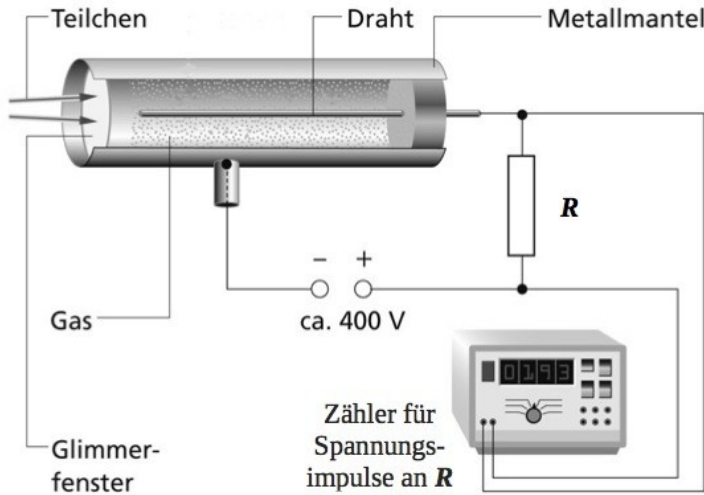 Teilchen
Draht
Metallmantel
R
– +
ca. 400 V
Gas
0193
Zähler für
Spannungs-
impulse an R
Glimmer-
fenster